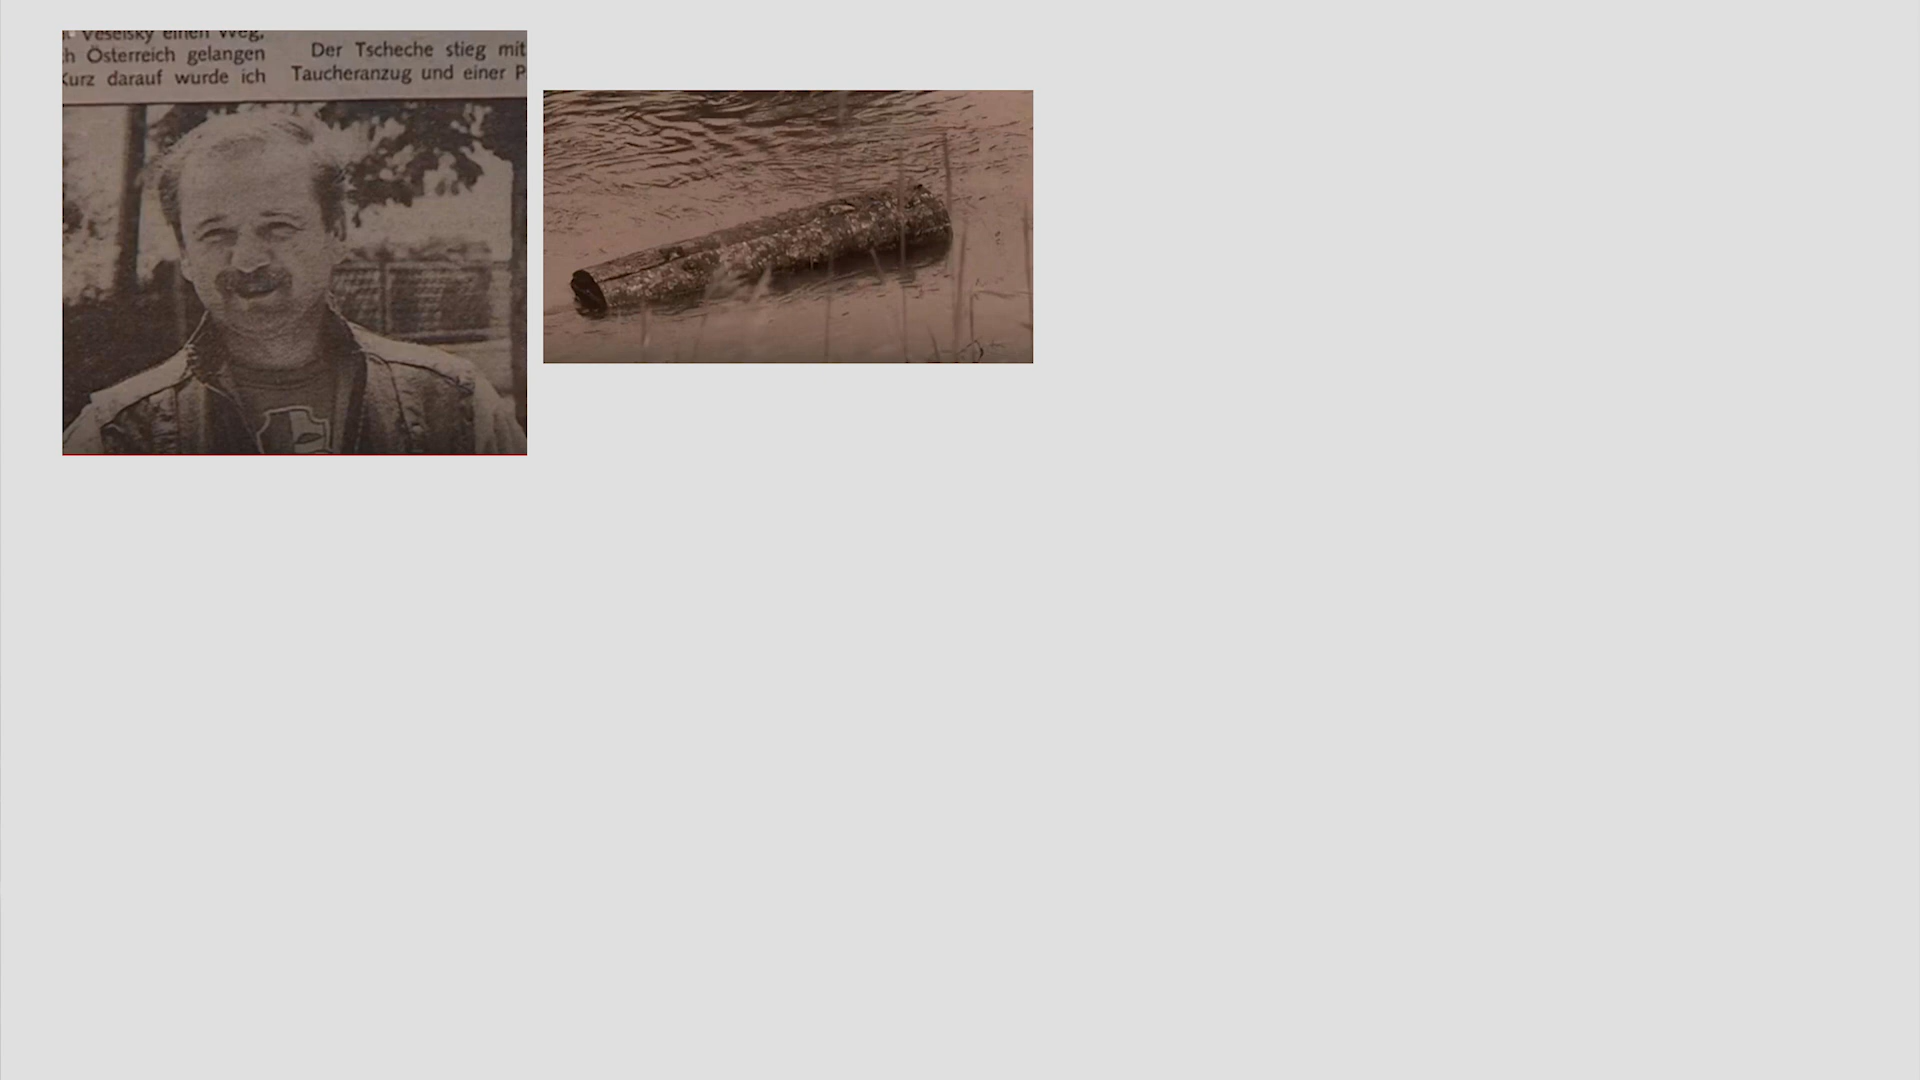 Veselsky einen Weg,
h Österreich gelangen
Kurz darauf wurde ich
Der Tscheche stieg mit
Taucheranzug und einer P